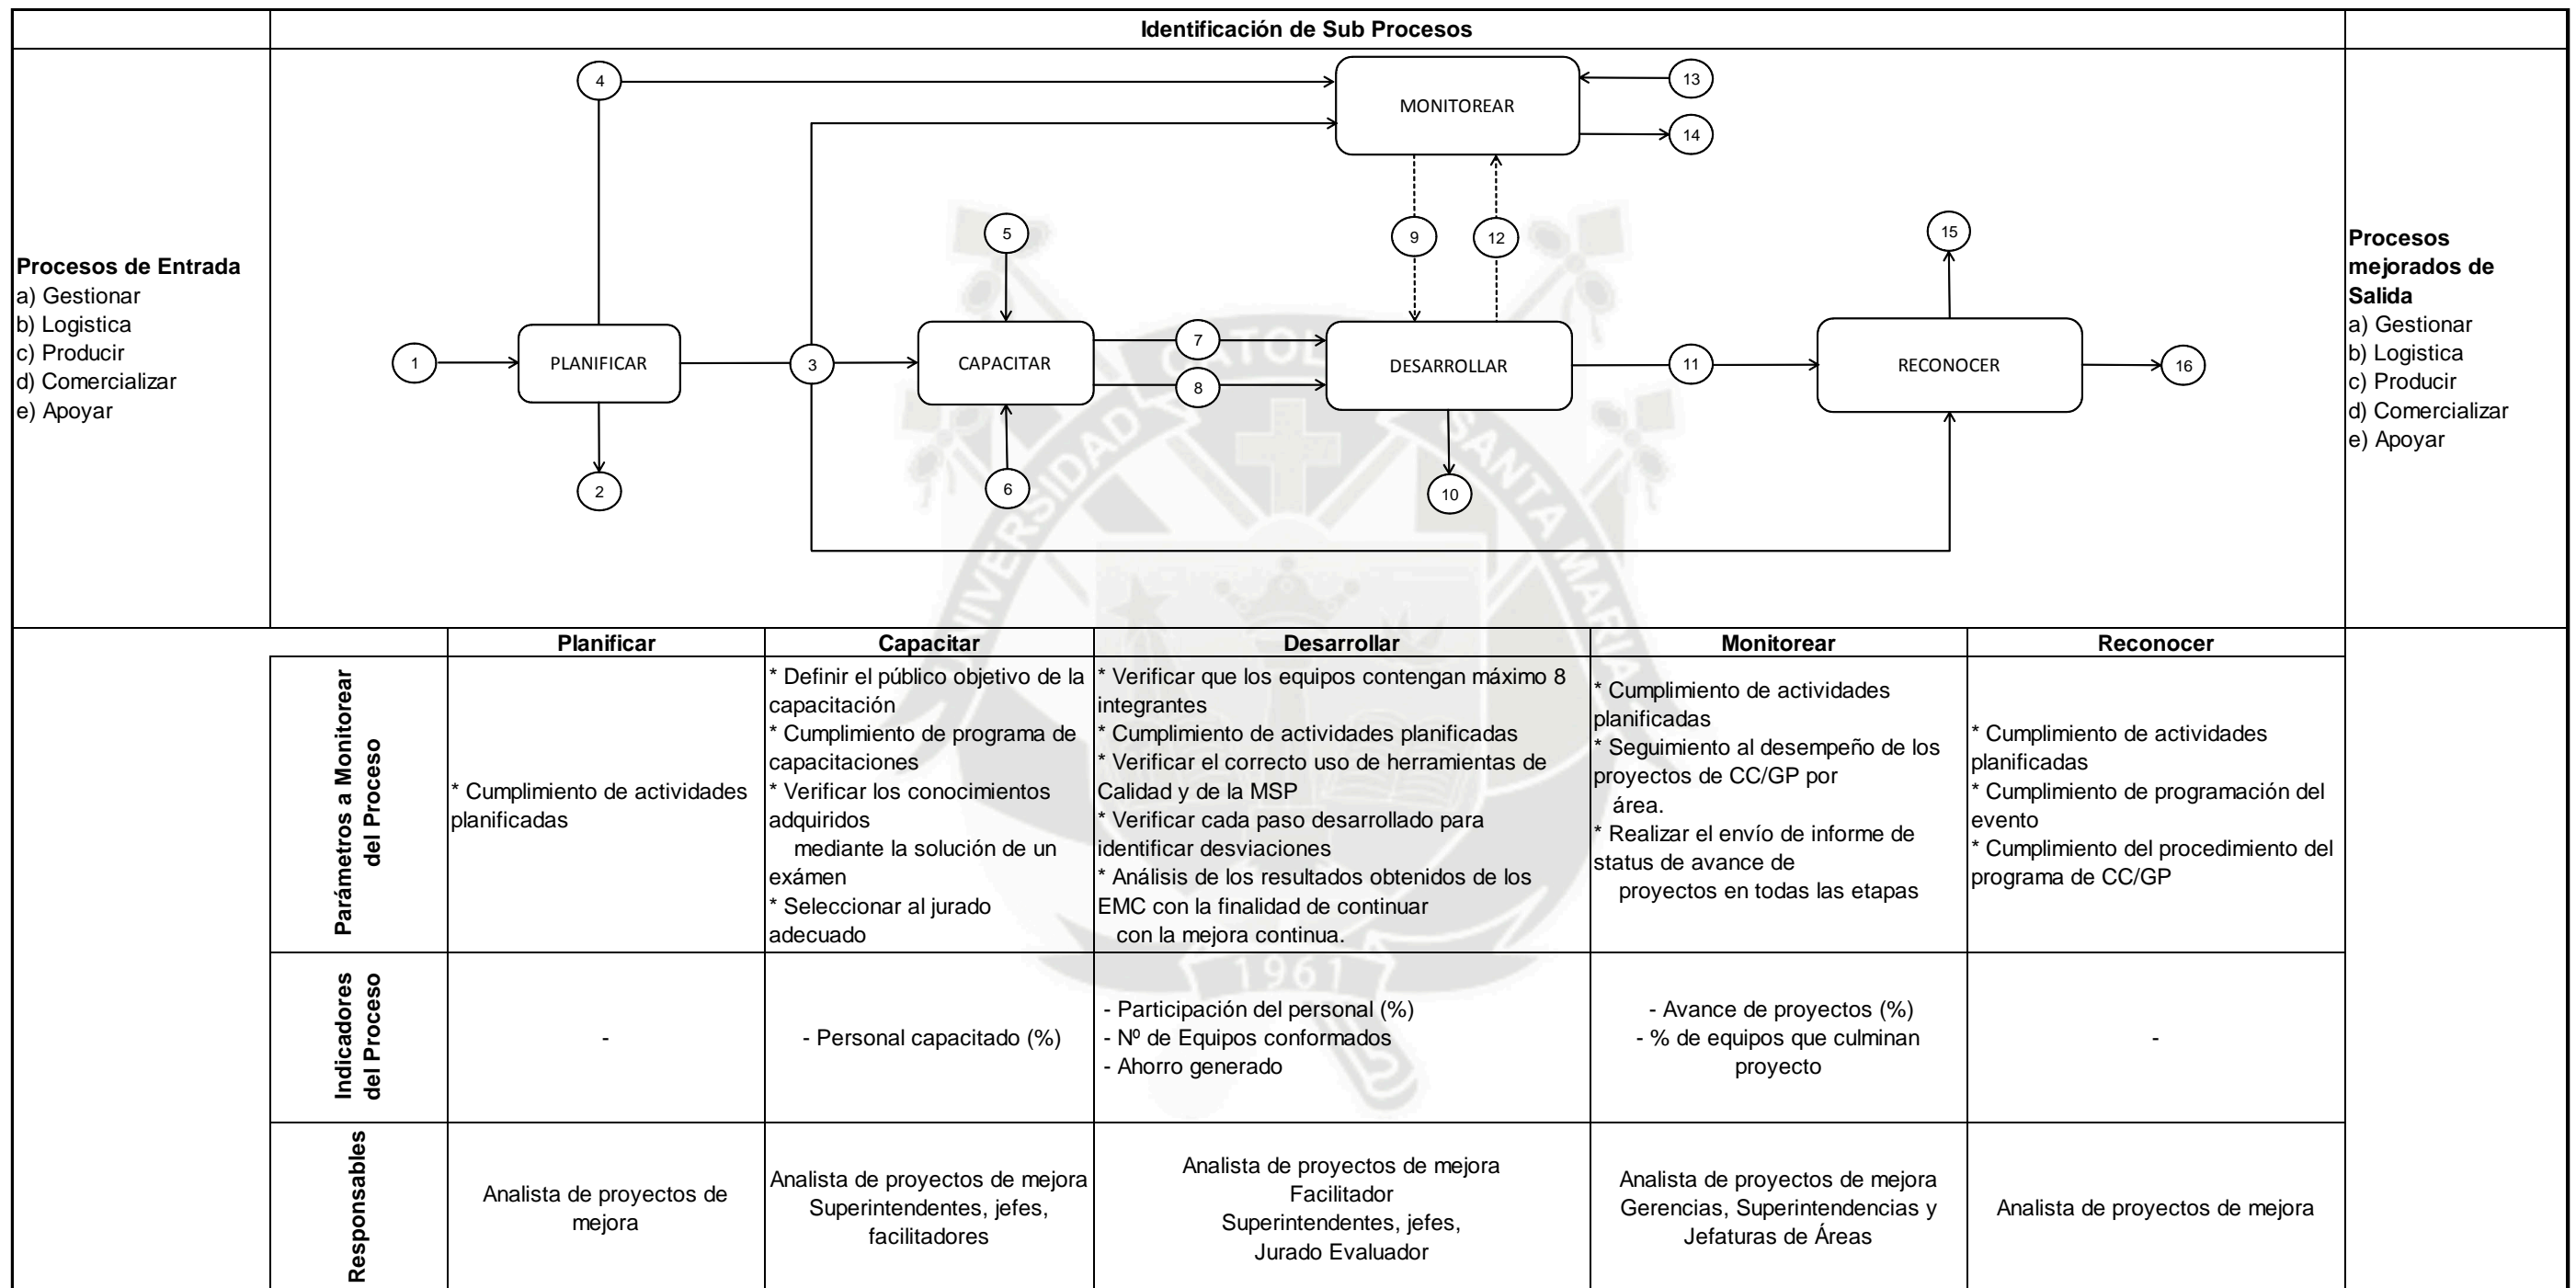 Identificación de Sub Procesos
Procesos de Entrada
a) Gestionar
b) Logistica
c) Producir
d) Comercializar
e) Apoyar
4
MONITOREAR
13
14
5
9
12
15
1
PLANIFICAR
3
CAPACITAR
7
8
DESARROLLAR
11
RECONOCER
16
2
6
10
Procesos
mejorados de
Salida
a) Gestionar
b) Logistica
c) Producir
d) Comercializar
e) Apoyar
UNIVERSIDAD CATOLICA SANTA MARIA
1961
Planificar
Capacitar
Desarrollar
Monitorear
Reconocer
Parámetros a Monitorear
del Proceso
* Cumplimiento de actividades
planificadas
* Definir el público objetivo de la
capacitación
* Cumplimiento de programa de
capacitaciones
* Verificar los conocimientos
adquiridos
mediante la solución de un
exámen
* Seleccionar al jurado
adecuado
* Verificar que los equipos contengan máximo 8
integrantes
* Cumplimiento de actividades planificadas
* Verificar el correcto uso de herramientas de
Calidad y de la MSP
* Verificar cada paso desarrollado para
identificar desviaciones
* Análisis de los resultados obtenidos de los
EMC con la finalidad de continuar
con la mejora continua.
* Cumplimiento de actividades
planificadas
* Seguimiento al desempeño de los
proyectos de CC/GP por
área.
* Realizar el envío de informe de
status de avance de
proyectos en todas las etapas
* Cumplimiento de actividades
planificadas
* Cumplimiento de programación del
evento
* Cumplimiento del procedimiento del
programa de CC/GP
Indicadores
del Proceso
-
- Personal capacitado (%)
- Participación del personal (%)
- Nº de Equipos conformados
- Ahorro generado
- Avance de proyectos (%)
- % de equipos que culminan
proyecto
-
Responsables
Analista de proyectos de
mejora
Analista de proyectos de mejora
Superintendentes, jefes,
facilitadores
Analista de proyectos de mejora
Facilitador
Superintendentes, jefes,
Jurado Evaluador
Analista de proyectos de mejora
Gerencias, Superintendencias y
Jefaturas de Áreas
Analista de proyectos de mejora